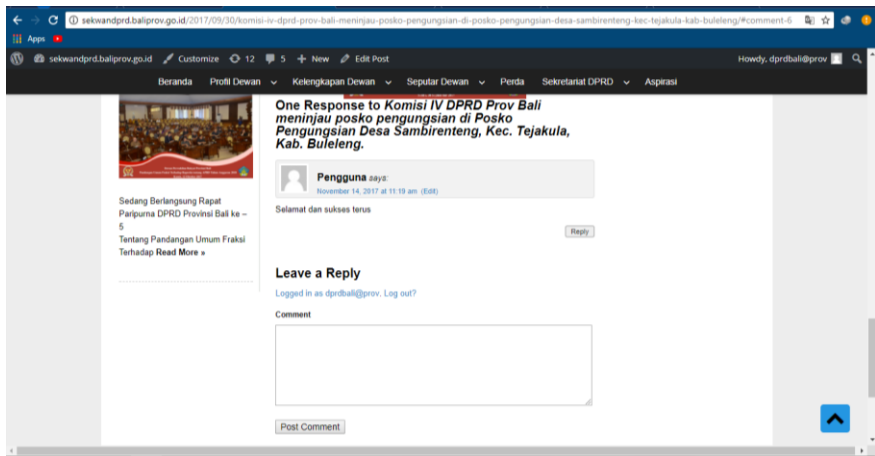 sekwandprd.baliprov.go.id/2017/09/30/komisi-iv-dprd-prov-bali-meninjau-posko-pengungsian-di-posko-pengungsian-desa-sambirenteng-kec-tejakula-kab-buleleng/#comment-6
Apps
sekwandprd.baliprov.go.id Customize 12 5 + New Edit Post Howdy, dprdbali@prov
Beranda Profil Dewan Kelengkapan Dewan Seputar Dewan Perda Sekretariat DPRD Aspirasi
One Response to Komisi IV DPRD Prov Bali
meninjau posko pengungsian di Posko
Pengungsian Desa Sambirenteng, Kec. Tejakula,
Kab. Buleleng.
Pengguna says:
November 14, 2017 at 11:19 am (Edit)
Selamat dan sukses terus
Reply
Sedang Berlangsung Rapat
Paripurna DPRD Provinsi Bali ke –
5
Tentang Pandangan Umum Fraksi
Terhadap Read More »
Leave a Reply
Logged in as dprdbali@prov. Log out?
Comment
Post Comment